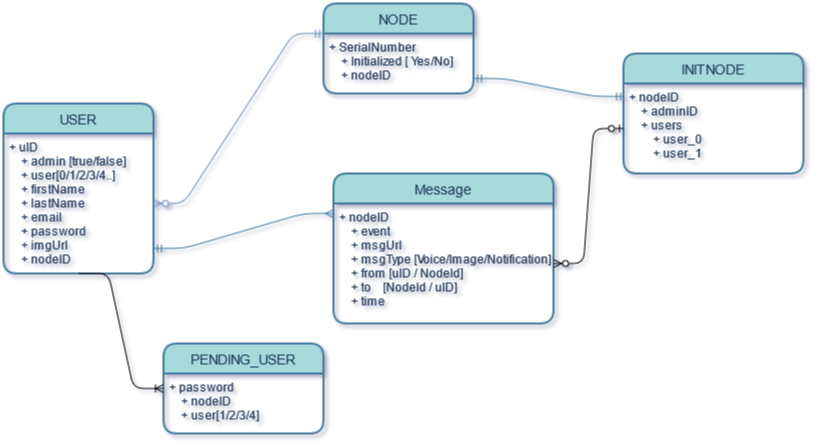 NODE
+ SerialNumber
+ Initialized [ Yes/No]
+ nodeID
INITNODE
+ nodeID
+ adminID
+ users
+ user_0
+ user_1
USER
+ uID
+ admin [true/false]
+ user[0/1/2/3/4..]
+ firstName
+ lastName
+ email
+ password
+ imgUrl
+ nodeID
Message
+ nodeID
+ event
+ msgUrl
+ msgType [Voice/Image/Notification]
+ from [uID / NodeId]
+ to [NodeId / uID]
+ time
PENDING_USER
+ password
+ nodeID
+ user[1/2/3/4]